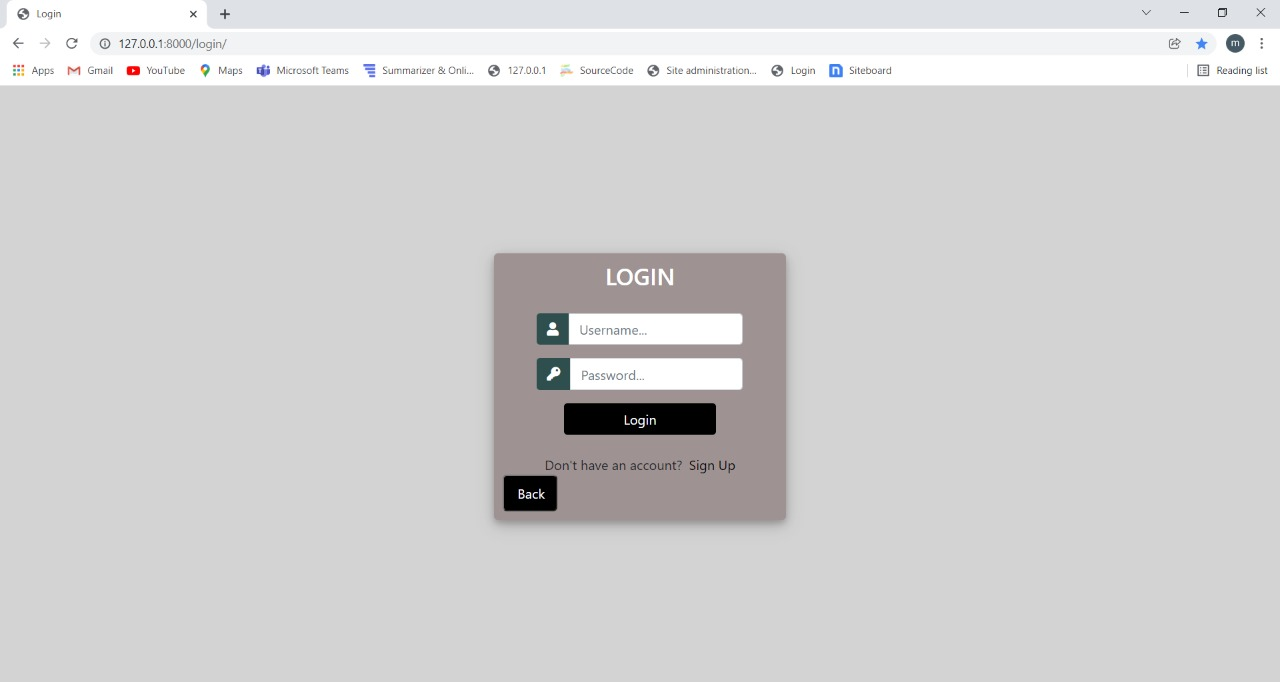 Login
127.0.0.1:8000/login/
m
Apps Gmail YouTube Maps Microsoft Teams Summarizer & Onli... 127.0.0.1 SourceCode Site administration... Login Siteboard Reading list
LOGIN
Username...
Password...
Login
Don't have an account? Sign Up
Back